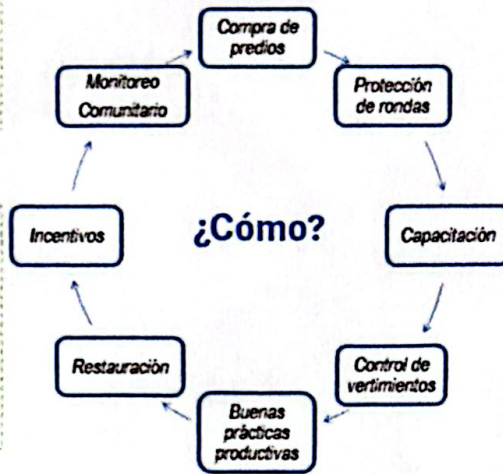 Compra de
predios
Protección
de rondas
Capacitación
Control de
vertimientos
Buenas
prácticas
productivas
Restauración
Incentivos
Monitoreo
Comunitario
¿Cómo?